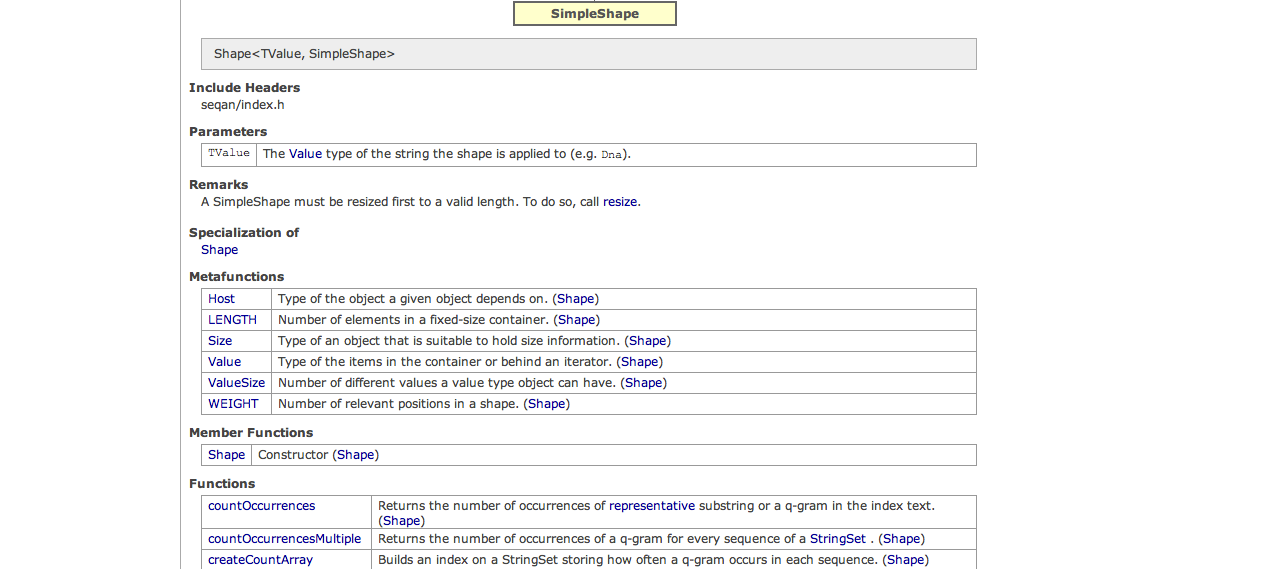 SimpleShape
Shape<TValue, SimpleShape>
Include Headers
seqan/index.h
Parameters
TValue The Value type of the string the shape is applied to (e.g. Dna).
Remarks
A SimpleShape must be resized first to a valid length. To do so, call resize.
Specialization of
Shape
Metafunctions
Host Type of the object a given object depends on. (Shape)
LENGTH Number of elements in a fixed-size container. (Shape)
Size Type of an object that is suitable to hold size information. (Shape)
Value Type of the items in the container or behind an iterator. (Shape)
ValueSize Number of different values a value type object can have. (Shape)
WEIGHT Number of relevant positions in a shape. (Shape)
Member Functions
Shape Constructor (Shape)
Functions
countOccurrences Returns the number of occurrences of representative substring or a q-gram in the index text.
(Shape)
countOccurrencesMultiple Returns the number of occurrences of a q-gram for every sequence of a StringSet . (Shape)
createCountArray Builds an index on a StringSet storing how often a q-gram occurs in each sequence. (Shape)